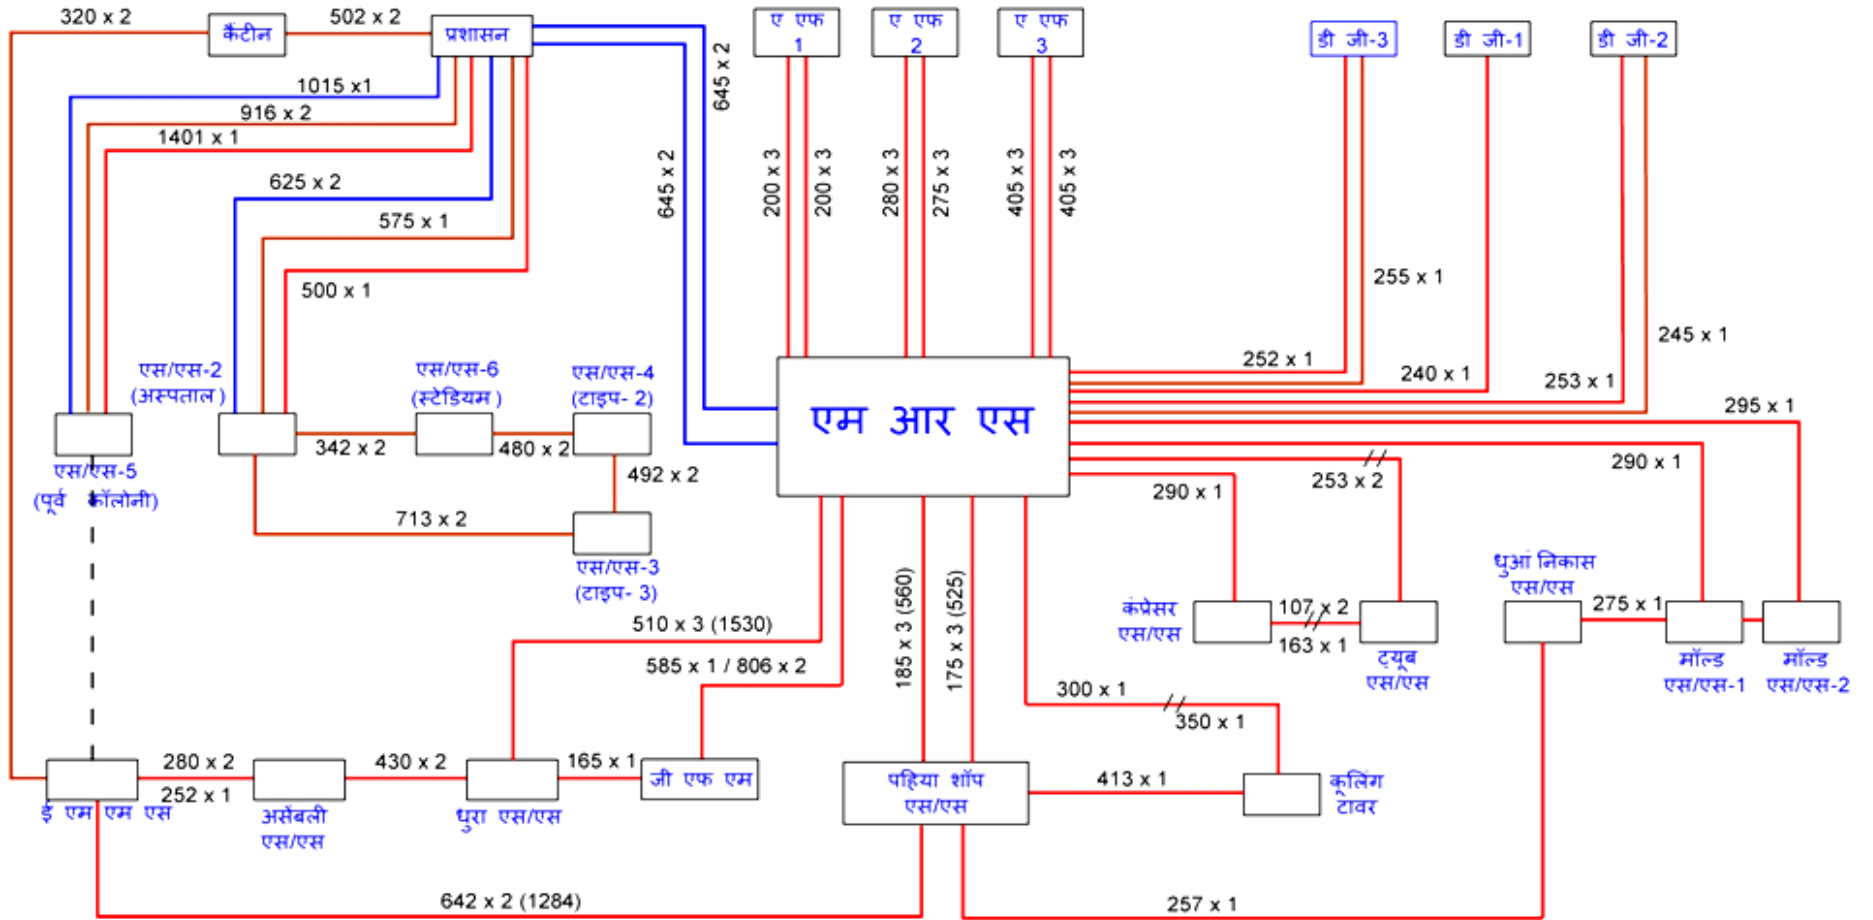 320 x 2
कैंटीन
502 x 2
प्रशासन
645 x 2
645 x 2
ए एफ
1
ए एफ
2
ए एफ
3
डी जी-3
डी जी-1
डी जी-2
1015 x1
916 x 2
1401 x 1
625 x 2
575 x 1
500 x 1
200 x 3
200 x 3
280 x 3
275 x 3
405 x 3
405 x 3
255 x 1
245 x 1
252 x 1
240 x 1
253 x 1
295 x 1
एस/एस-2
(अस्पताल)
एस/एस-6
(स्टेडियम)
एस/एस-4
(टाइप- 2)
एम आर एस
342 x 2
480 x 2
492 x 2
एस/एस-5
(पूर्व कॉलोनी)
713 x 2
एस/एस-3
(टाइप- 3)
290 x 1
253 x 2
290 x 1
510 x 3 (1530)
585 x 1 / 806 x 2
185 x 3 (560)
175 x 3 (525)
कंप्रेसर
एस/एस
107 x 2
163 x 1
ट्यूब
एस/एस
धुआं निकास
एस/एस
275 x 1
मॉल्ड
एस/एस-1
मॉल्ड
एस/एस-2
300 x 1
350 x 1
280 x 2
252 x 1
430 x 2
165 x 1
जी एफ एम
पहिया शॉप
एस/एस
413 x 1
कूलिंग
टावर
ई एम एम एस
असेंबली
एस/एस
धुरा एस/एस
642 x 2 (1284)
257 x 1